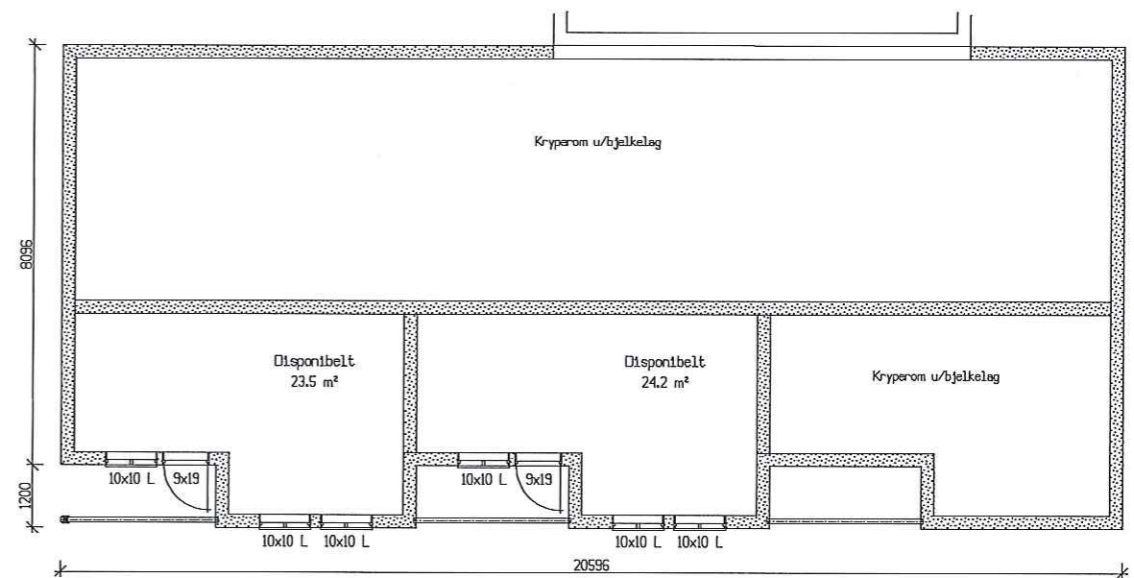 Kryperom u/bjelkelag
8096
Disponibelt
23.5 m²
Disponibelt
24.2 m²
Kryperom u/bjelkelag
10x10 L
9x19
10x10 L
9x19
1200
10x10 L
10x10 L
10x10 L
10x10 L
20596